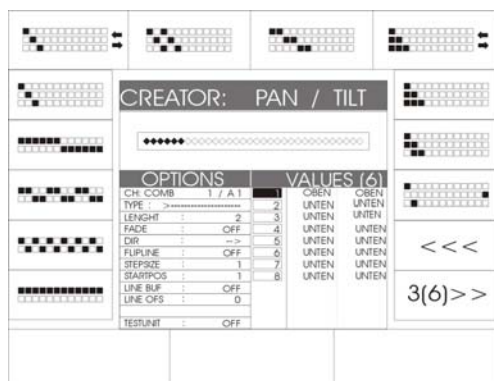 CREATOR: PAN / TILT
OPTIONS
CH: COMB 1 / A 1
TYPE : >--------------------
LENGHT : 2
FADE : OFF
DIR -->
FLIPLINE : OFF
STEPSIZE : 1
STARTPOS : 1
LINE BUF : OFF
LINE OFS : 0
TESTUNIT : OFF
VALUES (6)
1 OBEN OBEN
2 UNTEN UNTEN
3 UNTEN UNTEN
4 UNTEN UNTEN
5 UNTEN UNTEN
6 UNTEN UNTEN
7 UNTEN UNTEN
8 UNTEN UNTEN
<<<
3(6)>>